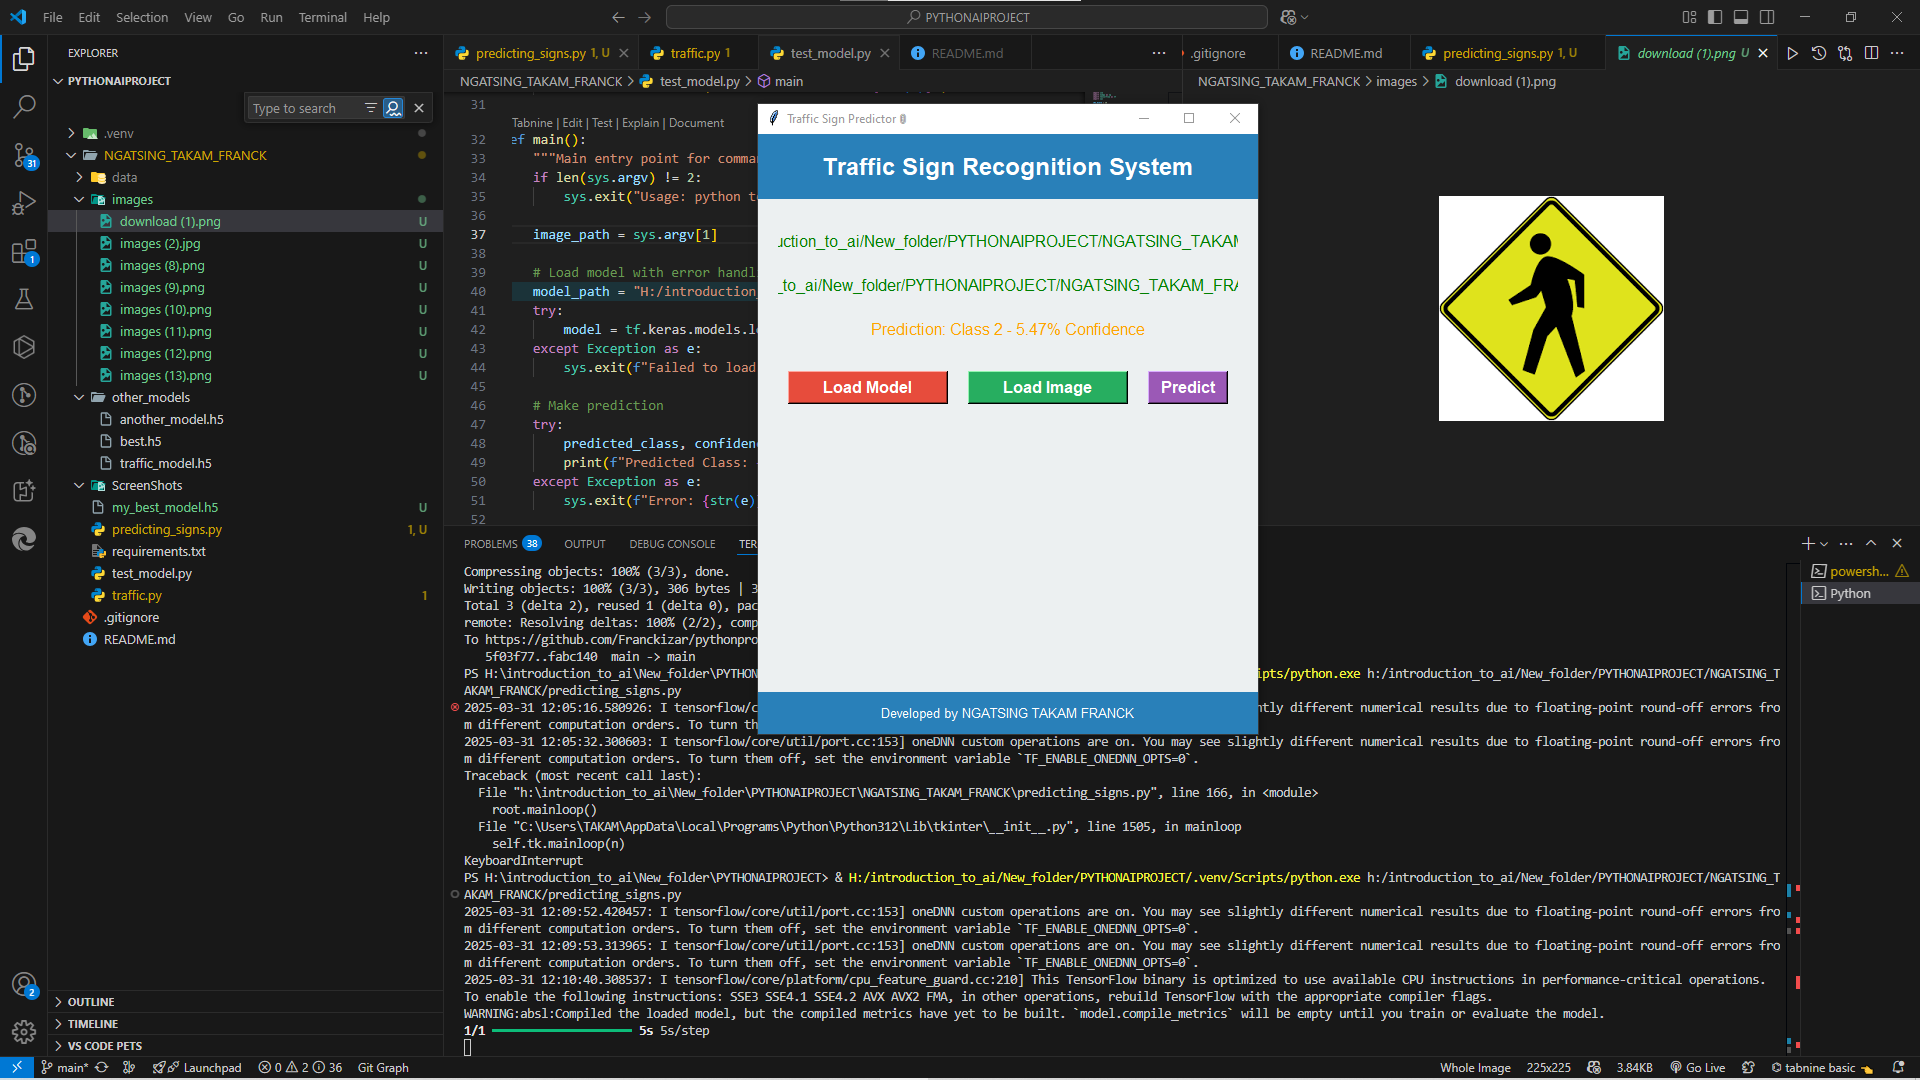 File Edit Selection View Go Run Terminal Help
PYTHONAIPROJECT
EXPLORER
PYTHONAIPROJECT
Type to search
.venv
NGATSING_TAKAM_FRANCK
data
images
download (1).png U
images (2).jpg U
images (8).png U
images (9).png U
images (10).png U
images (11).png U
images (12).png U
images (13).png U
other_models
another_model.h5
best.h5
traffic_model.h5
ScreenShots
my_best_model.h5 U
predicting_signs.py 1, U
requirements.txt
test_model.py
traffic.py 1
.gitignore
README.md
OUTLINE
TIMELINE
VS CODE PETS
31
1
2
predicting_signs.py 1, U
traffic.py 1
test_model.py
README.md
NGATSING_TAKAM_FRANCK > test_model.py > main
31
Tabnine | Edit | Test | Explain | Document
32 ef main():
33 """Main entry point for comma
34 if len(sys.argv) != 2:
35 sys.exit("Usage: python t
36
37 image_path = sys.argv[1]
38
39 # Load model with error handl
40 model_path = "H:/introduction
41 try:
42 model = tf.keras.models.l
43 except Exception as e:
44 sys.exit(f"Failed to load
45
46 # Make prediction
47 try:
48 predicted_class, confiden
49 print(f"Predicted Class:
50 except Exception as e:
51 sys.exit(f"Error: {str(e)
52
.gitignore
README.md
predicting_signs.py 1, U
download (1).png U
NGATSING_TAKAM_FRANCK > images > download (1).png
Traffic Sign Predictor
Traffic Sign Recognition System
uction_to_ai/New_folder/PYTHONAIPROJECT/NGATSING_TAKAM
_to_ai/New_folder/PYTHONAIPROJECT/NGATSING_TAKAM_FRA
Prediction: Class 2 - 5.47% Confidence
Load Model Load Image Predict
Developed by NGATSING TAKAM FRANCK
PROBLEMS 38 OUTPUT DEBUG CONSOLE TER
powersh...
Python
Compressing objects: 100% (3/3), done.
Writing objects: 100% (3/3), 306 bytes | 3
Total 3 (delta 2), reused 1 (delta 0), pac
remote: Resolving deltas: 100% (2/2), comp
To https://github.com/Franckizar/pythonpro
5f03f77..fabc140 main -> main
PS H:\introduction_to_ai\New_folder\PYTHON ipts/python.exe h:/introduction_to_ai/New_folder/PYTHONAIPROJECT/NGATSING_T
AKAM_FRANCK/predicting_signs.py
2025-03-31 12:05:16.580926: I tensorflow/c ightly different numerical results due to floating-point round-off errors fro
m different computation orders. To turn th
2025-03-31 12:05:32.300603: I tensorflow/core/util/port.cc:153] oneDNN custom operations are on. You may see slightly different numerical results due to floating-point round-off errors fro
m different computation orders. To turn them off, set the environment variable `TF_ENABLE_ONEDNN_OPTS=0`.
Traceback (most recent call last):
File "h:\introduction_to_ai\New_folder\PYTHONAIPROJECT\NGATSING_TAKAM_FRANCK\predicting_signs.py", line 166, in <module>
root.mainloop()
File "C:\Users\TAKAM\AppData\Local\Programs\Python\Python312\Lib\tkinter\__init__.py", line 1505, in mainloop
self.tk.mainloop(n)
KeyboardInterrupt
PS H:\introduction_to_ai\New_folder\PYTHONAIPROJECT> & H:/introduction_to_ai/New_folder/PYTHONAIPROJECT/.venv/Scripts/python.exe h:/introduction_to_ai/New_folder/PYTHONAIPROJECT/NGATSING_T
AKAM_FRANCK/predicting_signs.py
2025-03-31 12:09:52.420457: I tensorflow/core/util/port.cc:153] oneDNN custom operations are on. You may see slightly different numerical results due to floating-point round-off errors fro
m different computation orders. To turn them off, set the environment variable `TF_ENABLE_ONEDNN_OPTS=0`.
2025-03-31 12:09:53.313965: I tensorflow/core/util/port.cc:153] oneDNN custom operations are on. You may see slightly different numerical results due to floating-point round-off errors fro
m different computation orders. To turn them off, set the environment variable `TF_ENABLE_ONEDNN_OPTS=0`.
2025-03-31 12:10:40.308537: I tensorflow/core/platform/cpu_feature_guard.cc:210] This TensorFlow binary is optimized to use available CPU instructions in performance-critical operations.
To enable the following instructions: SSE3 SSE4.1 SSE4.2 AVX AVX2 FMA, in other operations, rebuild TensorFlow with the appropriate compiler flags.
WARNING:absl:Compiled the loaded model, but the compiled metrics have yet to be built. `model.compile_metrics` will be empty until you train or evaluate the model.
1/1 5s 5s/step
main* Launchpad 0 2 36 Git Graph
Whole Image 225x225 3.84KB Go Live tabnine basic